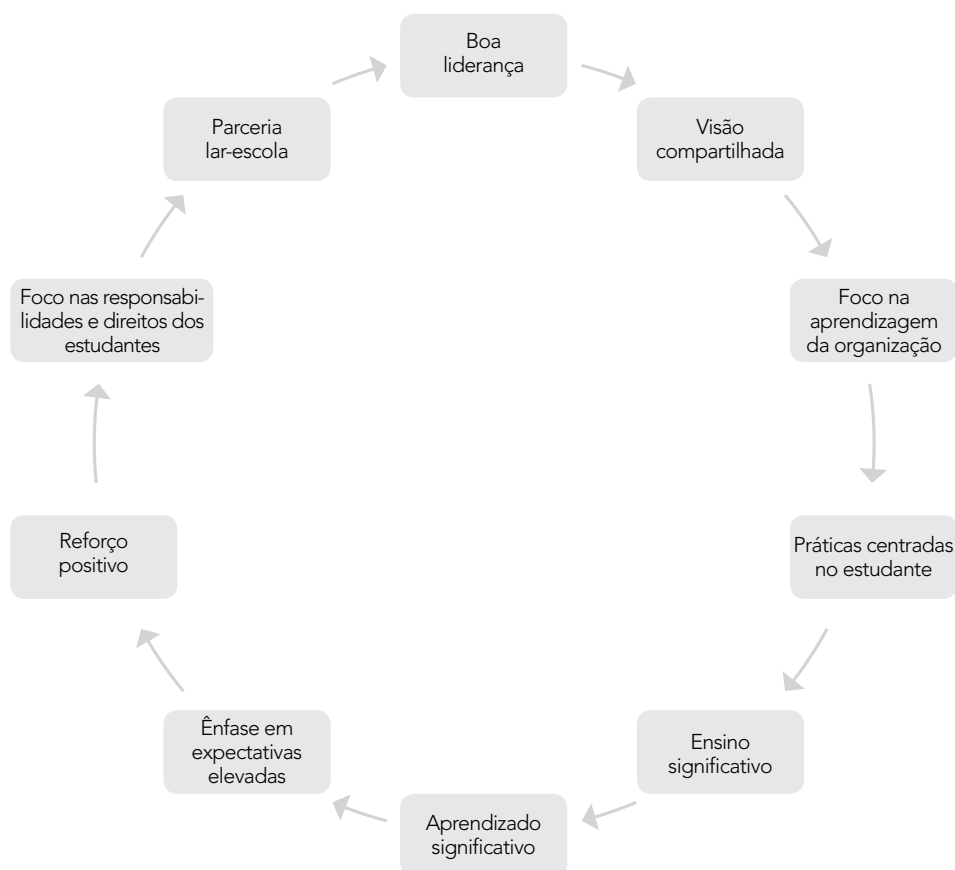 Boa
liderança
Visão
compartilhada
Foco na
aprendizagem
da organização
Práticas centradas
no estudante
Ensino
significativo
Aprendizado
significativo
Ênfase em
expectativas
elevadas
Reforço
positivo
Foco nas responsabi-
lidades e direitos dos
estudantes
Parceria
lar-escola